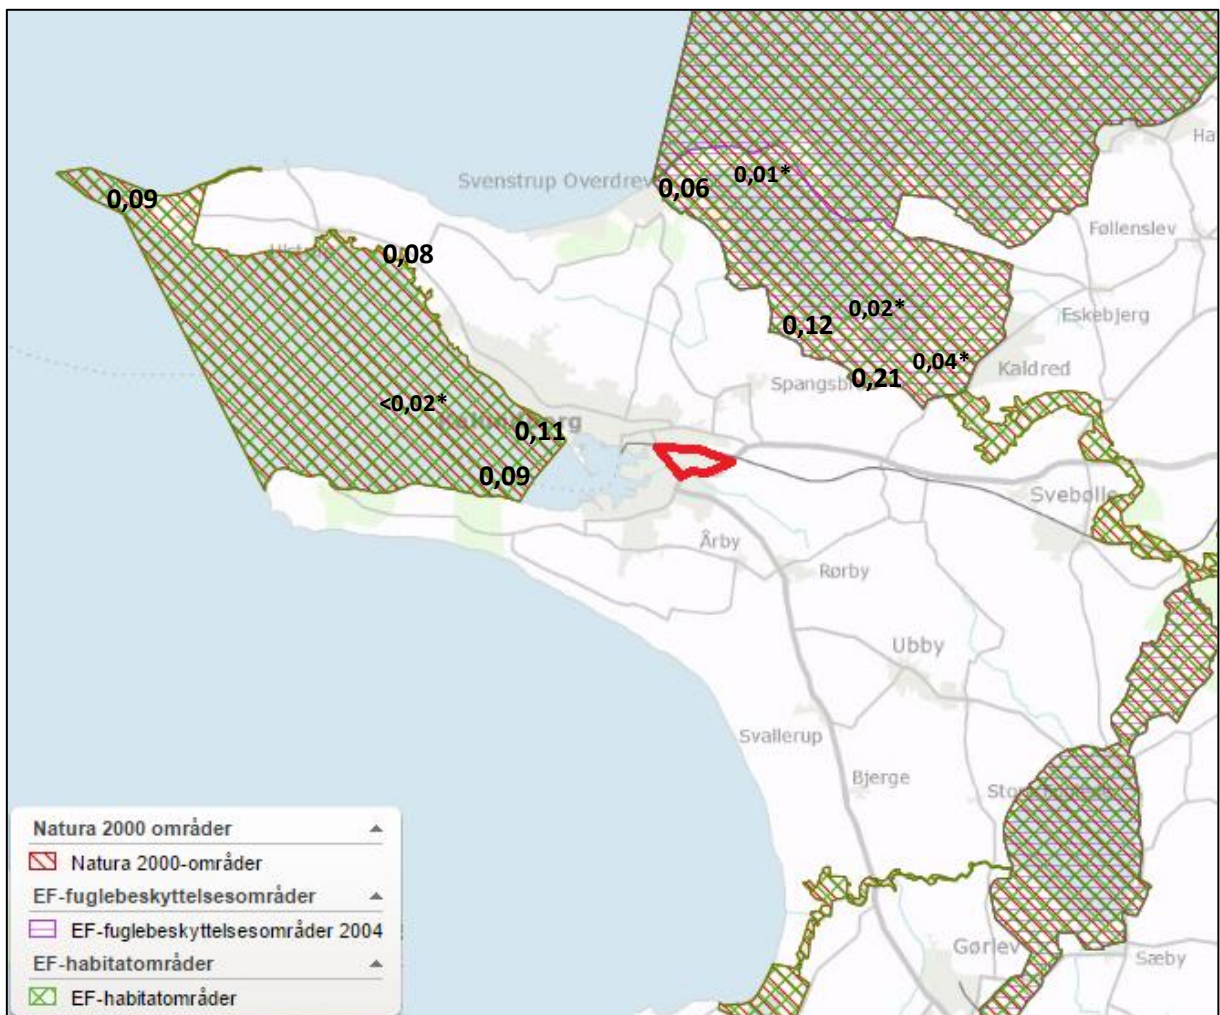 Ha
0,01*
Svenstrup Overdrev
0,06
0,09
Føllenslev
0,08
0,02*
Eskebjerg
0,12
0,04*
Kaldred
0,21
<0,02*
0,11
0,09
Svebølle
Årby
Rørby
Ubby
Svallerup
Bjerge
Gørlev
Sæby
Natura 2000 områder
Natura 2000-områder
EF-fuglebeskyttelsesområder
EF-fuglebeskyttelsesområder 2004
EF-habitatområder
EF-habitatområder